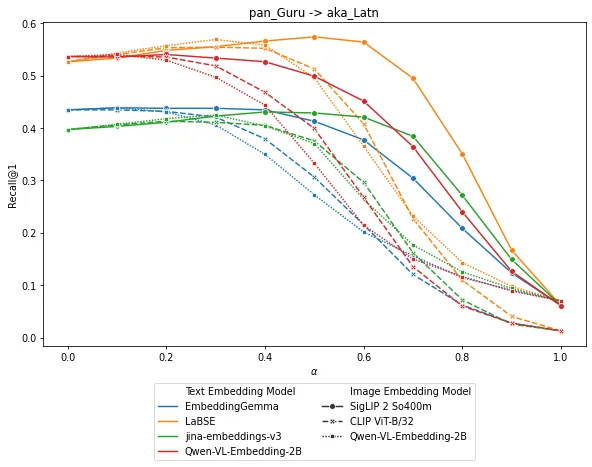 pan_Guru -> aka_Latn
0.6
0.5
0.4
0.3
0.2
0.1
0.0
Recall@1
0.0 0.2 0.4 0.6 0.8 1.0
α
Text Embedding Model
EmbeddingGemma
LaBSE
jina-embeddings-v3
Qwen-VL-Embedding-2B
Image Embedding Model
SigLIP 2 So400m
CLIP ViT-B/32
Qwen-VL-Embedding-2B